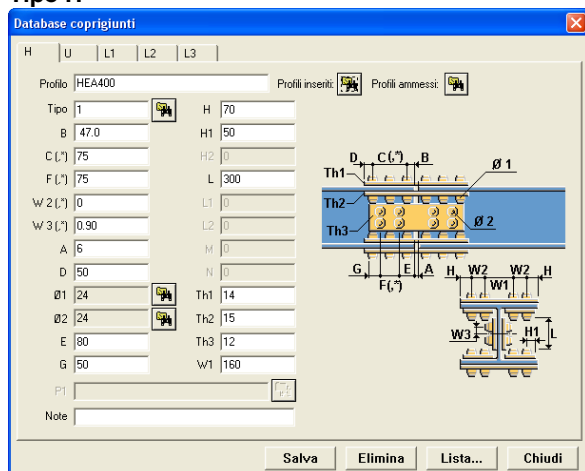 Database coprigiunti
H U L1 L2 L3
Profilo HEA400 Profili inseriti: Profili ammessi:
Tipo 1 H 70
B 47.0 H1 50
C (,") 75 H2 0
F (,") 75 L 300
W 2 (,") 0 L1 0
W 3 (,") 0.90 L2 0
A 6 M 0
D 50 N 0
Ø1 24 Th1 14
Ø2 24 Th2 15
E 80 Th3 12
G 50 W1 160
P1
Note
D C(,") B Ø 1
Th1
Th2
Th3 Ø 2
G F(,") E A
H W2 W2 H
W1
W3 H1 L
Salva Elimina Lista... Chiudi